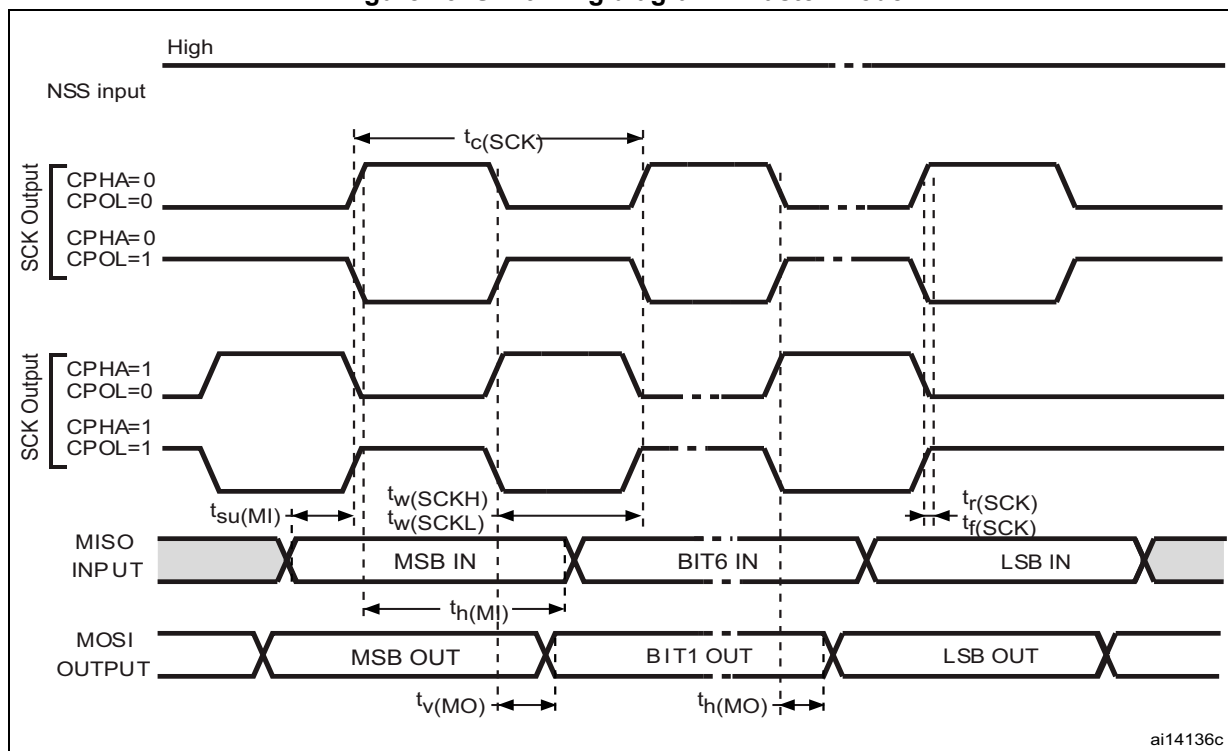 High
NSS input
tc(SCK)
SCK Output
CPHA=0
CPOL=0
CPHA=0
CPOL=1
SCK Output
CPHA=1
CPOL=0
CPHA=1
CPOL=1
tsu(MI)
tw(SCKH)
tw(SCKL)
tr(SCK)
tf(SCK)
MISO
INPUT
MSB IN
BIT6 IN
LSB IN
th(MI)
MOSI
OUTPUT
MSB OUT
BIT1 OUT
LSB OUT
tv(MO)
th(MO)
ai14136c